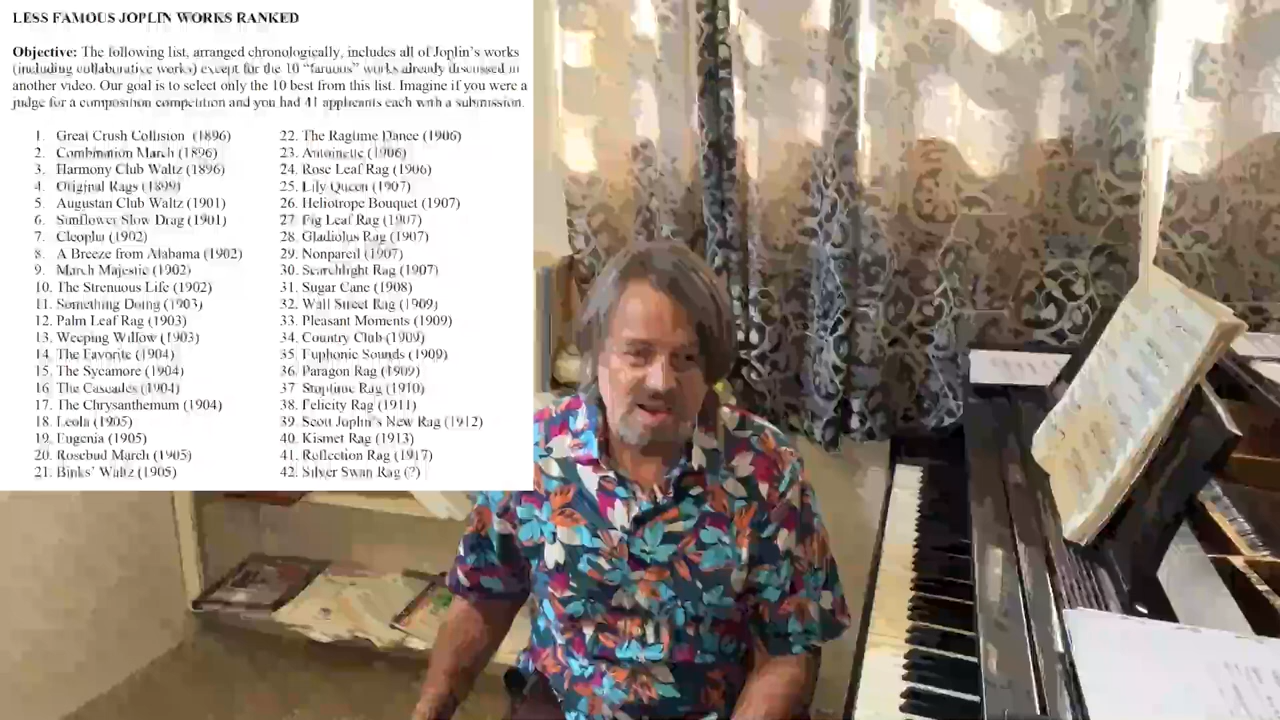 LESS FAMOUS JOPLIN WORKS RANKED
Objective: The following list, arranged chronologically, includes all of Joplin's works
(including collaborative works) except for the 10 "famous" works already discussed in
another video. Our goal is to select only the 10 best from this list. Imagine if you were a
judge for a composition competition and you had 41 applicants each with a submission.
1. Great Crush Collision (1896)
2. Combination March (1896)
3. Harmony Club Waltz (1896)
4. Original Rags (1899)
5. Augustan Club Waltz (1901)
6. Sunflower Slow Drag (1901)
7. Cleopha (1902)
8. A Breeze from Alabama (1902)
9. March Majestic (1902)
10. The Strenuous Life (1902)
11. Something Doing (1903)
12. Palm Leaf Rag (1903)
13. Weeping Willow (1903)
14. The Favorite (1904)
15. The Sycamore (1904)
16. The Cascades (1904)
17. The Chrysanthemum (1904)
18. Leola (1905)
19. Eugenia (1905)
20. Rosebud March (1905)
21. Binks' Waltz (1905)
22. The Ragtime Dance (1906)
23. Antoinette (1906)
24. Rose Leaf Rag (1906)
25. Lily Queen (1907)
26. Heliotrope Bouquet (1907)
27. Fig Leaf Rag (1907)
28. Gladiolus Rag (1907)
29. Nonpareil (1907)
30. Searchlight Rag (1907)
31. Sugar Cane (1908)
32. Wall Street Rag (1909)
33. Pleasant Moments (1909)
34. Country Club (1909)
35. Euphonic Sounds (1909)
36. Paragon Rag (1909)
37. Stoptime Rag (1910)
38. Felicity Rag (1911)
39. Scott Joplin's New Rag (1912)
40. Kismet Rag (1913)
41. Reflection Rag (1917)
42. Silver Swan Rag (?)